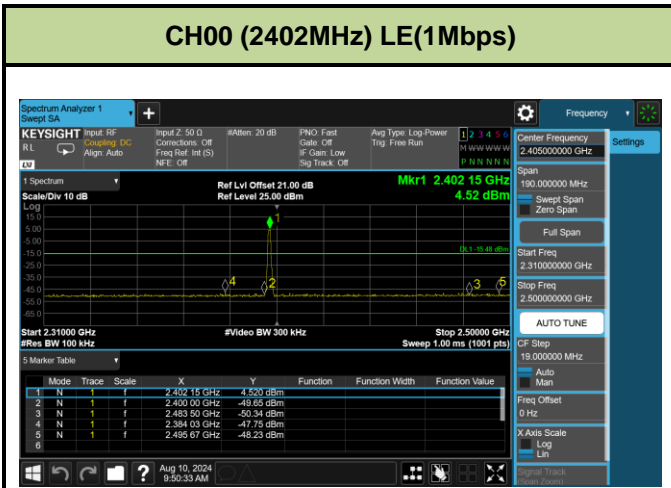 CH00 (2402MHz) LE(1Mbps)
Spectrum Analyzer 1
Swept SA
Frequency
KEYSIGHT
RL
LXI
Input: RF
Coupling: DC
Align: Auto
Input Z: 50 Ω
Corrections: Off
Freq Ref: Int (S)
NFE: Off
#Atten: 20 dB
PNO: Fast
Gate: Off
IF Gain: Low
Sig Track: Off
Avg Type: Log-Power
Trig: Free Run
1 2 3 4 5 6
M W W W W W
P N N N N N
Center Frequency
2.405000000 GHz
Settings
Span
190.000000 MHz
Swept Span
Zero Span
Full Span
Start Freq
2.310000000 GHz
Stop Freq
2.500000000 GHz
AUTO TUNE
CF Step
19.000000 MHz
Auto
Man
Freq Offset
0 Hz
X Axis Scale
Log
Lin
Signal Track
(Span Zoom)
1 Spectrum
Scale/Div 10 dB
Ref Lvl Offset 21.00 dB
Ref Level 25.00 dBm
Mkr1 2.402 15 GHz
4.52 dBm
Log
15.0
5.00
-5.00
-15.0
-25.0
-35.0
-45.0
-55.0
-65.0
DL1 -15.48 dBm
1
4
2
3
5
Start 2.31000 GHz
#Res BW 100 kHz
#Video BW 300 kHz
Stop 2.50000 GHz
Sweep 1.00 ms (1001 pts)
5 Marker Table
Mode Trace Scale X Y Function Function Width Function Value
1 N 1 f 2.402 15 GHz 4.520 dBm
2 N 1 f 2.400 00 GHz -49.65 dBm
3 N 1 f 2.483 50 GHz -50.34 dBm
4 N 1 f 2.384 03 GHz -47.75 dBm
5 N 1 f 2.495 67 GHz -48.23 dBm
6
?
Aug 10, 2024
9:50:33 AM